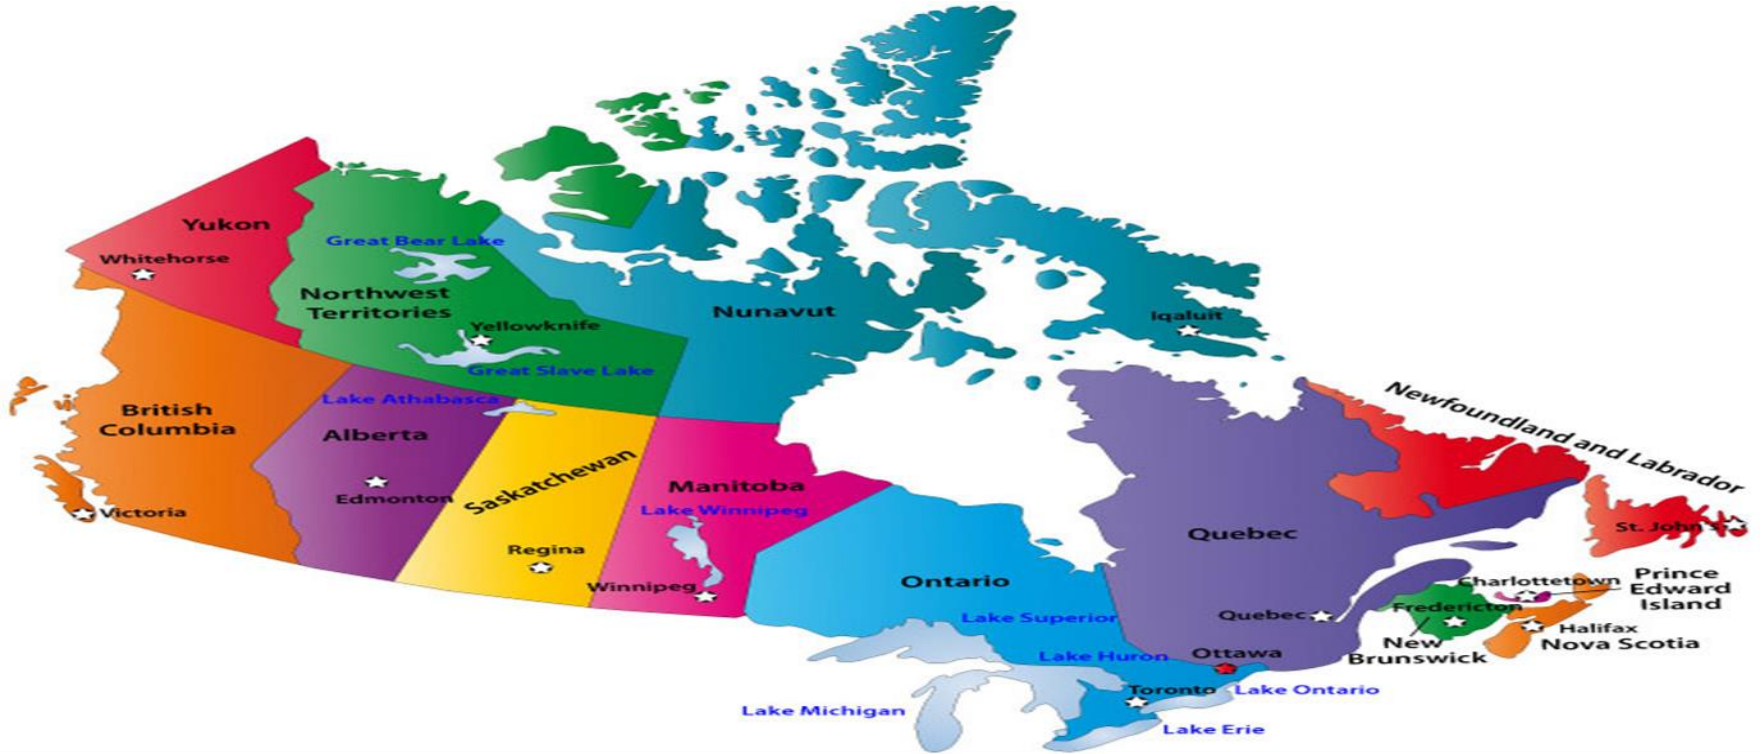 Yukon
Whitehorse
Great Bear Lake
Northwest
Territories
Yellowknife
Great Slave Lake
Nunavut
Iqaluit
British
Columbia
Victoria
Lake Athabasca
Alberta
Edmonton
Saskatchewan
Regina
Manitoba
Lake Winnipeg
Winnipeg
Ontario
Lake Superior
Lake Huron
Ottawa
Toronto
Lake Ontario
Lake Michigan
Lake Erie
Quebec
Quebec
Newfoundland and Labrador
St. John's
Charlottetown
Prince
Edward
Island
Fredericton
New
Brunswick
Halifax
Nova Scotia